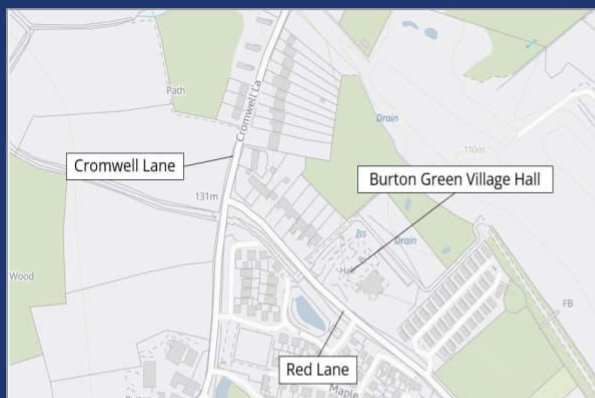 Path
Cromwell La
Drain
110m
Cromwell Lane
Burton Green Village Hall
131m
Iss
Drain
Wood
Hall
FB
Red Lane
Maple